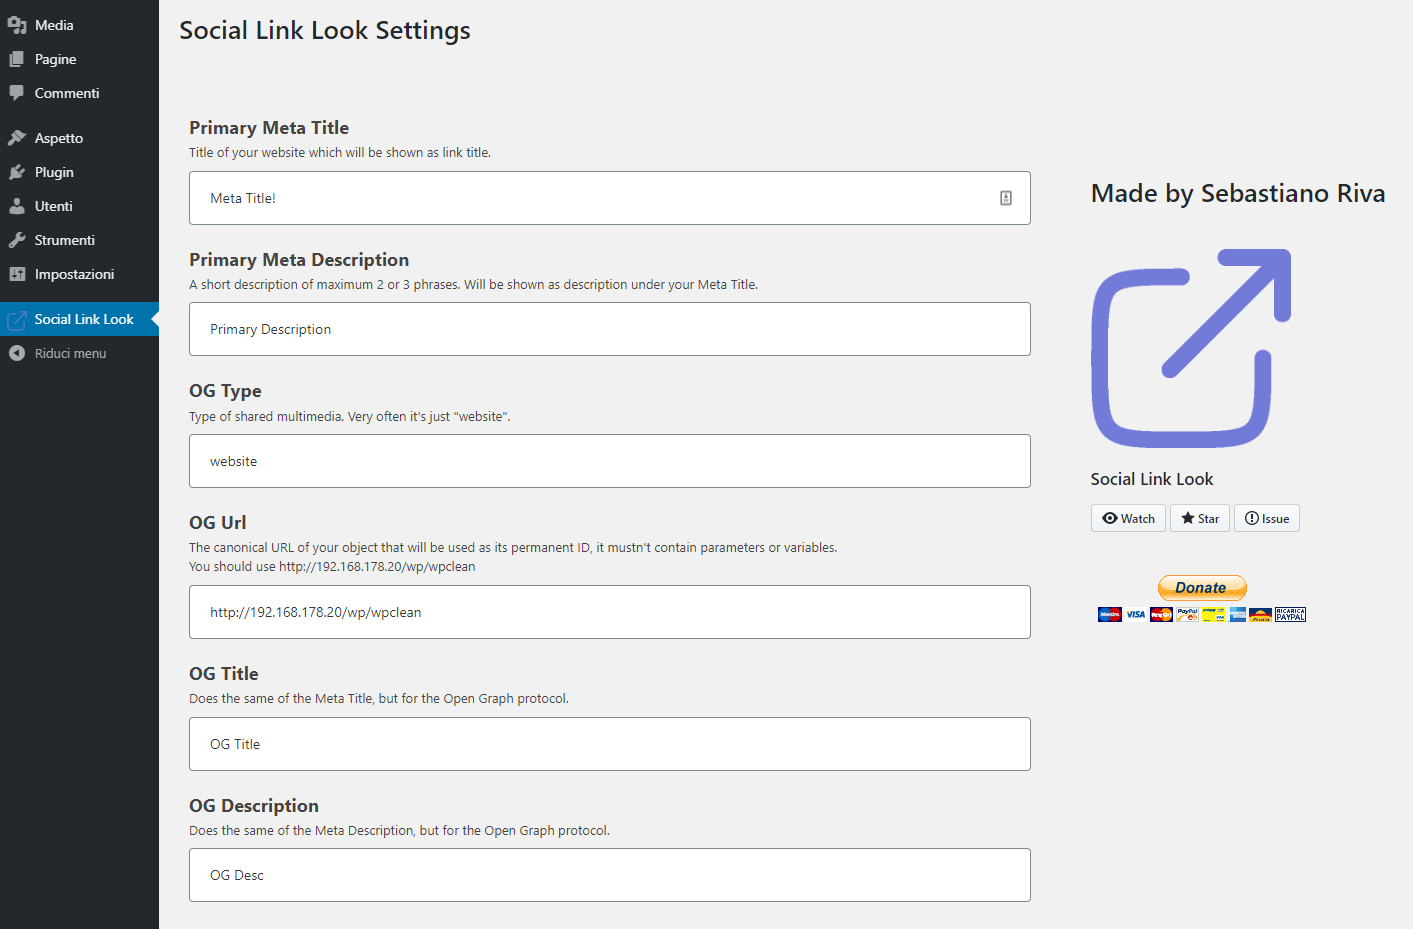 Media
Pagine
Commenti
Aspetto
Plugin
Utenti
Strumenti
Impostazioni
Social Link Look
Riduci menu
Social Link Look Settings
Primary Meta Title
Title of your website which will be shown as link title.
Meta Title!
Primary Meta Description
A short description of maximum 2 or 3 phrases. Will be shown as description under your Meta Title.
Primary Description
OG Type
Type of shared multimedia. Very often it's just "website".
website
OG Url
The canonical URL of your object that will be used as its permanent ID, it mustn't contain parameters or variables.
You should use http://192.168.178.20/wp/wpclean
http://192.168.178.20/wp/wpclean
OG Title
Does the same of the Meta Title, but for the Open Graph protocol.
OG Title
OG Description
Does the same of the Meta Description, but for the Open Graph protocol.
OG Desc
Made by Sebastiano Riva
Social Link Look
Watch Star Issue
Donate
VISA PayPal RICARICA PAYPAL